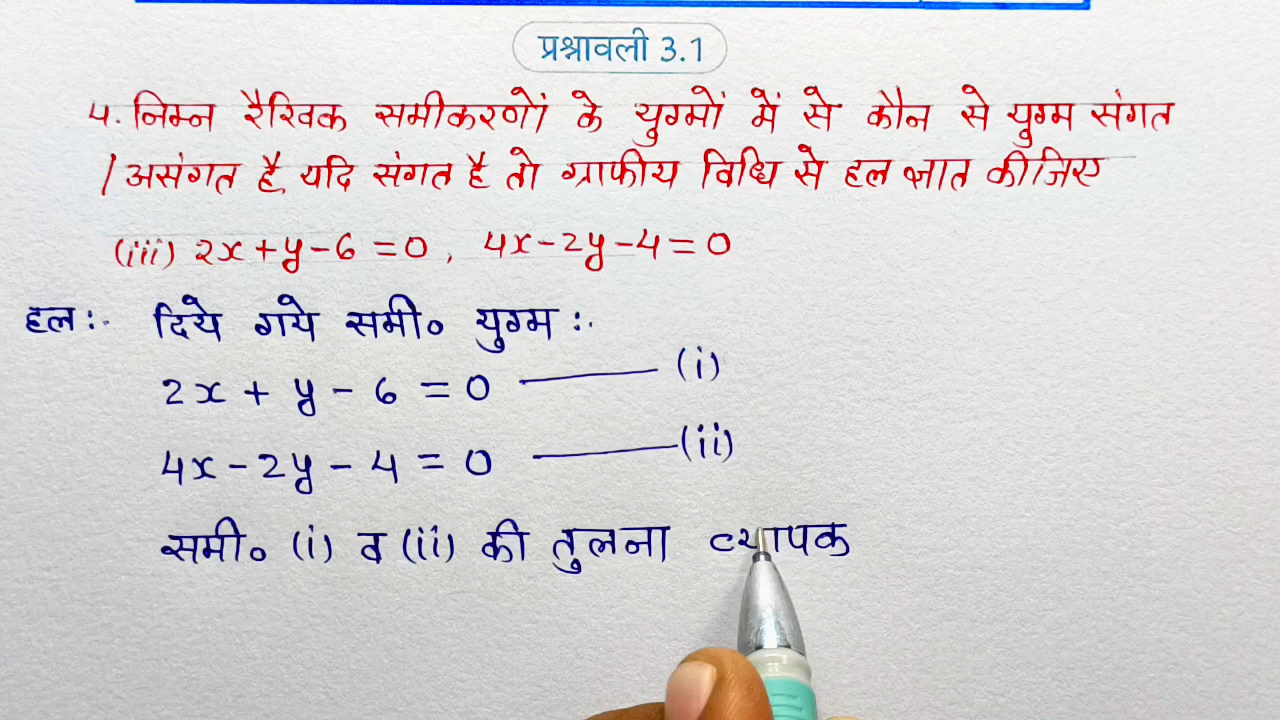 प्रश्नावली 3.1
4. निम्न रैखिक समीकरणों के युग्मों में से कौन से युग्म संगत
/ असंगत है, यदि संगत है तो ग्राफीय विधि से हल ज्ञात कीजिए
(iii) 2x + y - 6 = 0 , 4x - 2y - 4 = 0
हल :- दिये गये समी० युग्म :-
2x + y - 6 = 0 ——— (i)
4x - 2y - 4 = 0 ——— (ii)
समी० (i) व (ii) की तुलना व्यापक